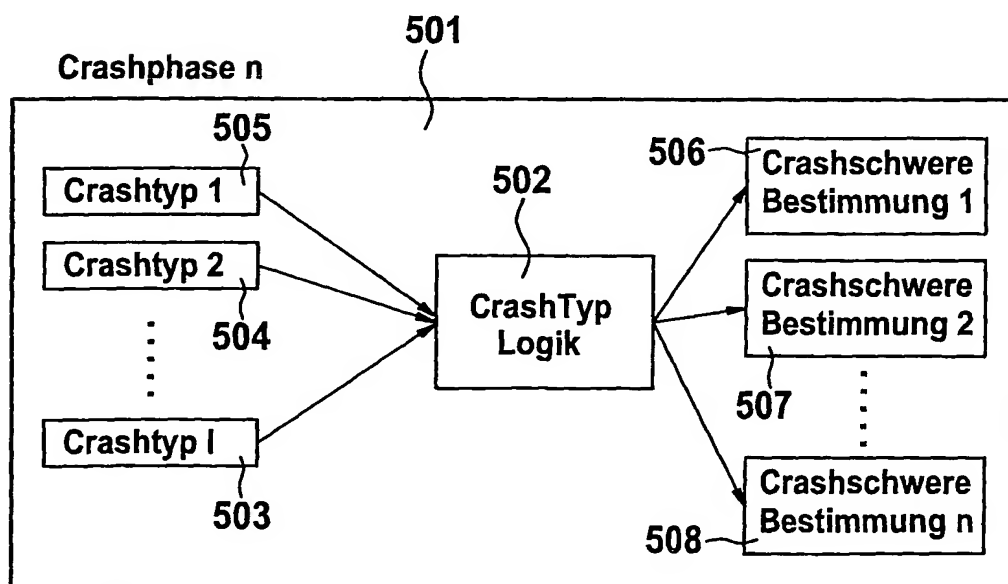 501
Crashphase n
505
Crashtyp 1
Crashtyp 2
504
Crashtyp l
503
502
CrashTyp
Logik
506
Crashschwere
Bestimmung 1
Crashschwere
Bestimmung 2
507
Crashschwere
Bestimmung n
508